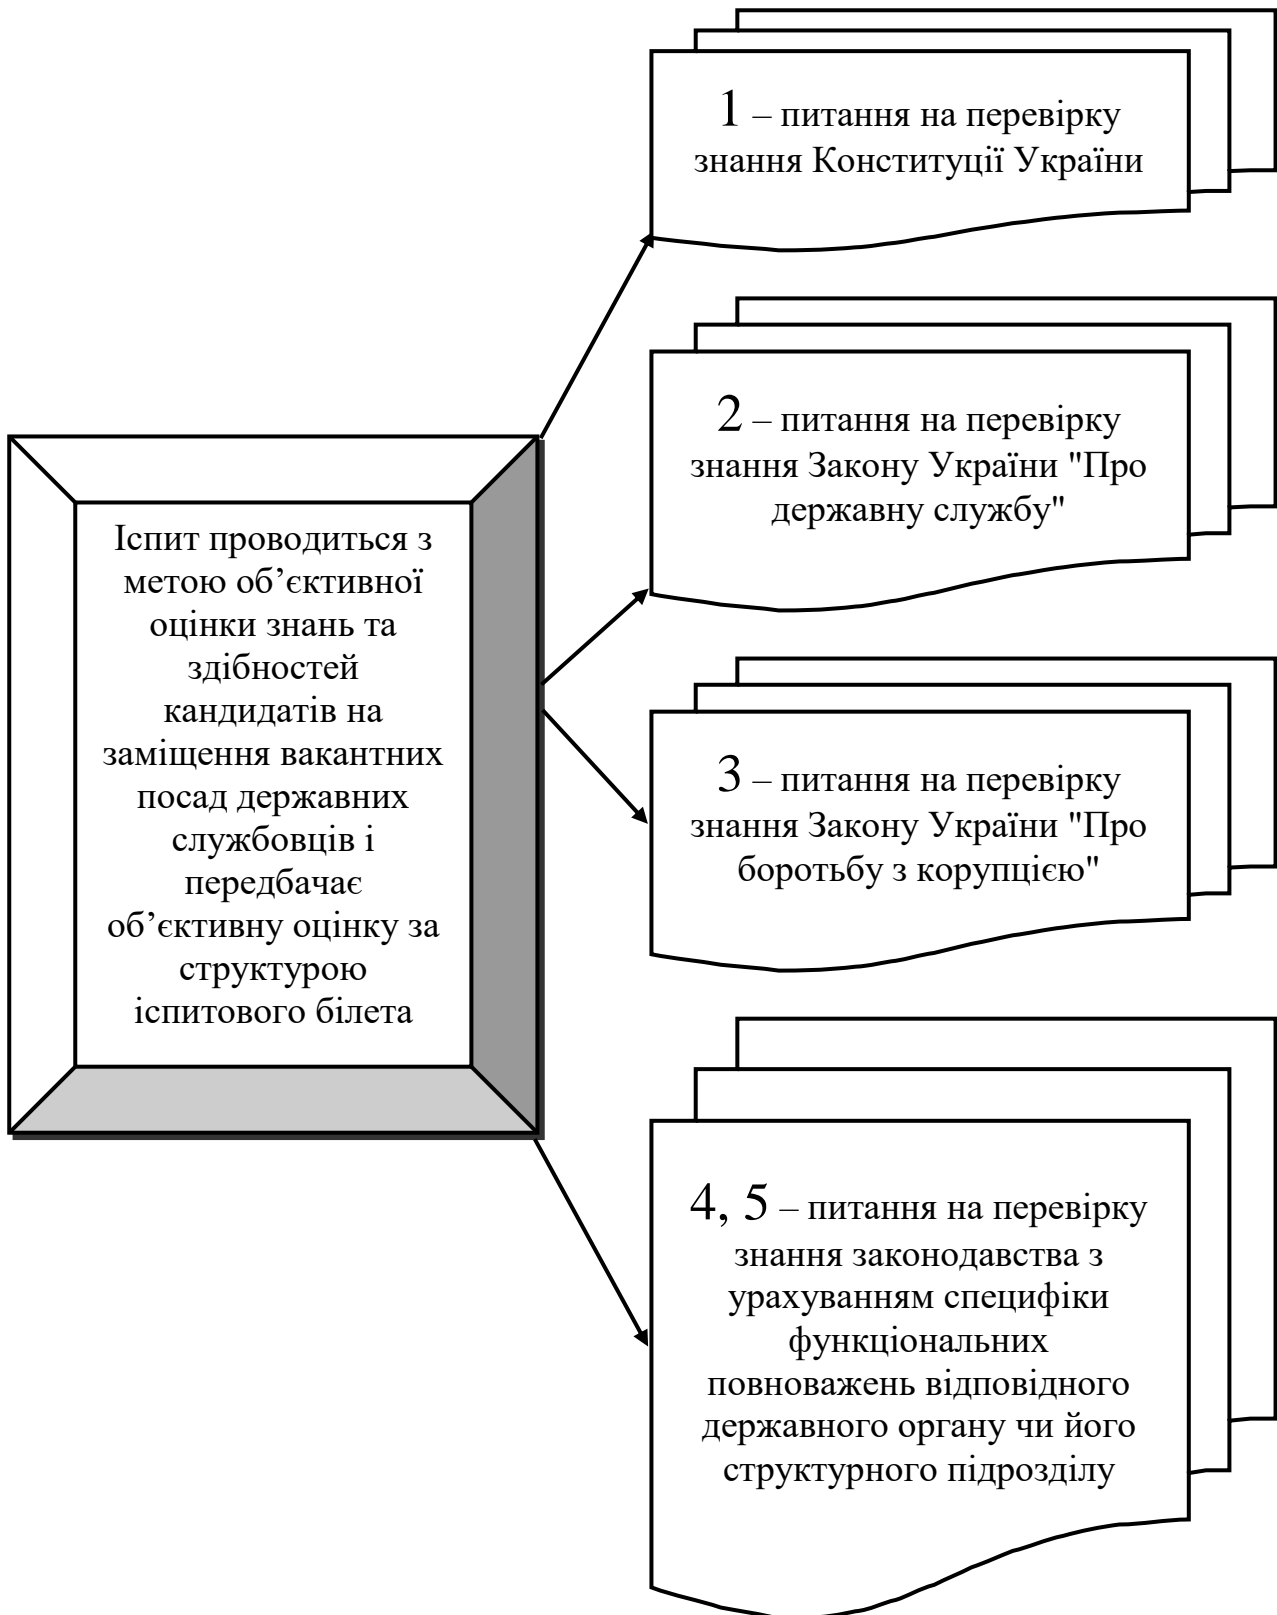 1 – питання на перевірку
знання Конституції України
2 – питання на перевірку
знання Закону України "Про
державну службу"
Іспит проводиться з
метою об’єктивної
оцінки знань та
здібностей
кандидатів на
заміщення вакантних
посад державних
службовців і
передбачає
об’єктивну оцінку за
структурою
іспитового білета
3 – питання на перевірку
знання Закону України "Про
боротьбу з корупцією"
4, 5 – питання на перевірку
знання законодавства з
урахуванням специфіки
функціональних
повноважень відповідного
державного органу чи його
структурного підрозділу